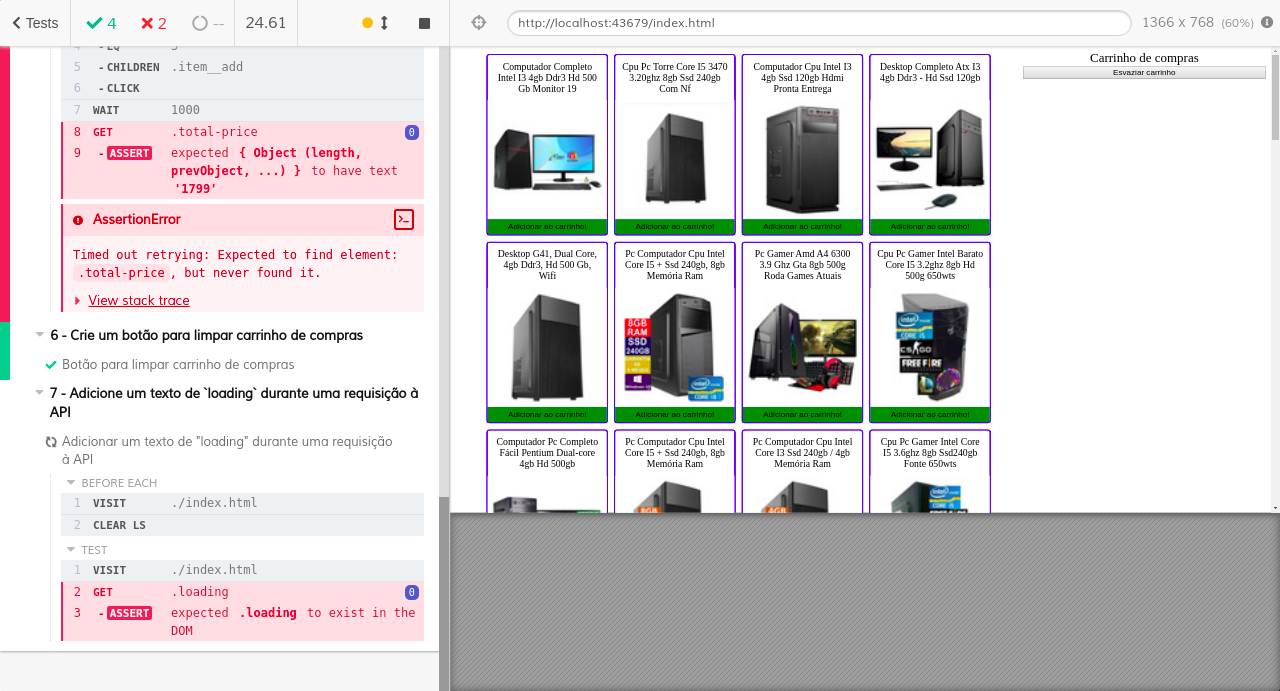 Tests
4
2
--
24.61
http://localhost:43679/index.html
1366 x 768 (60%)
4 -EQ 3
5 -CHILDREN .item__add
6 -CLICK
7 WAIT 1000
8 GET .total-price 0
9 -ASSERT expected { Object (length,
prevObject, ...) } to have text
'1799'
AssertionError
Timed out retrying: Expected to find element:
.total-price, but never found it.
View stack trace
6 - Crie um botão para limpar carrinho de compras
Botão para limpar carrinho de compras
7 - Adicione um texto de `loading` durante uma requisição à
API
Adicionar um texto de "loading" durante uma requisição
à API
BEFORE EACH
1 VISIT ./index.html
2 CLEAR LS
TEST
1 VISIT ./index.html
2 GET .loading 0
3 -ASSERT expected .loading to exist in the
DOM
Computador Completo
Intel I3 4gb Ddr3 Hd 500
Gb Monitor 19
Adicionar ao carrinho!
Cpu Pc Torre Core I5 3470
3.20ghz 8gb Ssd 240gb
Com Nf
Adicionar ao carrinho!
Computador Cpu Intel I3
4gb Ssd 120gb Hdmi
Pronta Entrega
Adicionar ao carrinho!
Desktop Completo Atx I3
4gb Ddr3 - Hd Ssd 120gb
Adicionar ao carrinho!
Carrinho de compras
Esvaziar carrinho
Desktop G41, Dual Core,
4gb Ddr3, Hd 500 Gb,
Wifi
Adicionar ao carrinho!
Pc Computador Cpu Intel
Core I5 + Ssd 240gb, 8gb
Memória Ram
8GB
RAM
SSD
240GB
CORE i5
Adicionar ao carrinho!
Pc Gamer Amd A4 6300
3.9 Ghz Gta 8gb 500g
Roda Games Atuais
Adicionar ao carrinho!
Cpu Pc Gamer Intel Barato
Core I5 3.2ghz 8gb Hd
500g 650wts
intel
CORE i5
CS:GO
FREE FIRE
Adicionar ao carrinho!
Computador Pc Completo
Fácil Pentium Dual-core
4gb Hd 500gb
Pc Computador Cpu Intel
Core I5 + Ssd 240gb, 8gb
Memória Ram
8GB
Pc Computador Cpu Intel
Core I3 Ssd 240gb / 4gb
Memória Ram
Cpu Pc Gamer Intel Core
I5 3.6ghz 8gb Ssd240gb
Fonte 650wts
intel